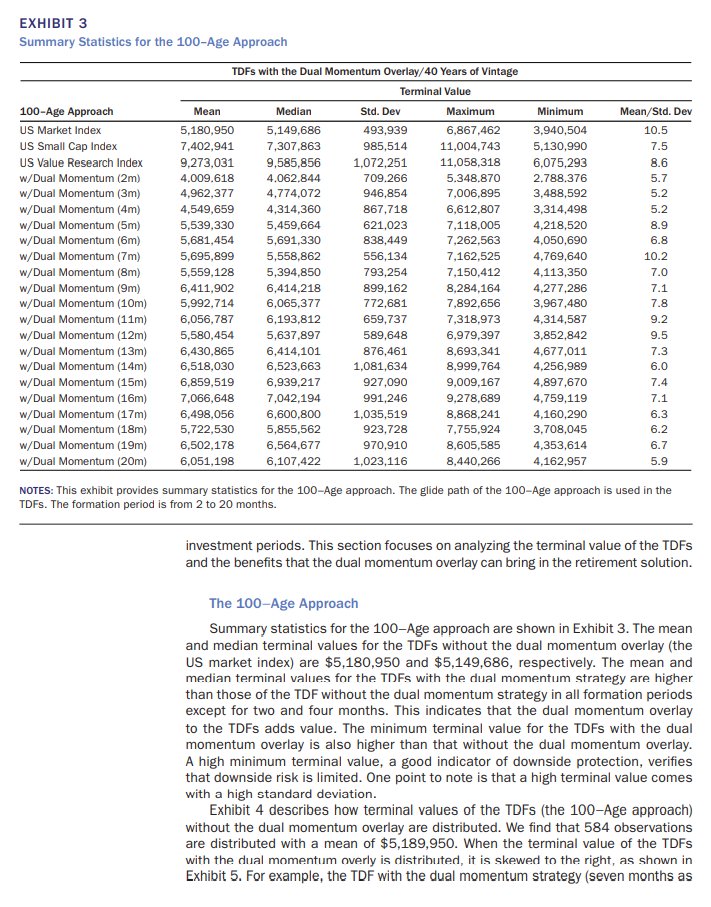 EXHIBIT 3
Summary Statistics for the 100–Age Approach
TDFs with the Dual Momentum Overlay/40 Years of Vintage
Terminal Value
100–Age Approach Mean Median Std. Dev Maximum Minimum Mean/Std. Dev
US Market Index 5,180,950 5,149,686 493,939 6,867,462 3,940,504 10.5
US Small Cap Index 7,402,941 7,307,863 985,514 11,004,743 5,130,990 7.5
US Value Research Index 9,273,031 9,585,856 1,072,251 11,058,318 6,075,293 8.6
w/Dual Momentum (2m) 4,009,618 4,062,844 709.266 5.348.870 2.788.376 5.7
w/Dual Momentum (3m) 4,962,377 4,774,072 946,854 7,006,895 3,488,592 5.2
w/Dual Momentum (4m) 4,549,659 4,314,360 867,718 6,612,807 3,314,498 5.2
w/Dual Momentum (5m) 5,539,330 5,459,664 621,023 7,118,005 4,218,520 8.9
w/Dual Momentum (6m) 5,681,454 5,691,330 838,449 7,262,563 4,050,690 6.8
w/Dual Momentum (7m) 5,695,899 5,558,862 556,134 7,162,525 4,769,640 10.2
w/Dual Momentum (8m) 5,559,128 5,394,850 793,254 7,150,412 4,113,350 7.0
w/Dual Momentum (9m) 6,411,902 6,414,218 899,162 8,284,164 4,277,286 7.1
w/Dual Momentum (10m) 5,992,714 6,065,377 772,681 7,892,656 3,967,480 7.8
w/Dual Momentum (11m) 6,056,787 6,193,812 659,737 7,318,973 4,314,587 9.2
w/Dual Momentum (12m) 5,580,454 5,637,897 589,648 6,979,397 3,852,842 9.5
w/Dual Momentum (13m) 6,430,865 6,414,101 876,461 8,693,341 4,677,011 7.3
w/Dual Momentum (14m) 6,518,030 6,523,663 1,081,634 8,999,764 4,256,989 6.0
w/Dual Momentum (15m) 6,859,519 6,939,217 927,090 9,009,167 4,897,670 7.4
w/Dual Momentum (16m) 7,066,648 7,042,194 991,246 9,278,689 4,759,119 7.1
w/Dual Momentum (17m) 6,498,056 6,600,800 1,035,519 8,868,241 4,160,290 6.3
w/Dual Momentum (18m) 5,722,530 5,855,562 923,728 7,755,924 3,708,045 6.2
w/Dual Momentum (19m) 6,502,178 6,564,677 970,910 8,605,585 4,353,614 6.7
w/Dual Momentum (20m) 6,051,198 6,107,422 1,023,116 8,440,266 4,162,957 5.9
NOTES: This exhibit provides summary statistics for the 100–Age approach. The glide path of the 100–Age approach is used in the
TDFs. The formation period is from 2 to 20 months.
investment periods. This section focuses on analyzing the terminal value of the TDFs
and the benefits that the dual momentum overlay can bring in the retirement solution.
The 100–Age Approach
Summary statistics for the 100–Age approach are shown in Exhibit 3. The mean
and median terminal values for the TDFs without the dual momentum overlay (the
US market index) are $5,180,950 and $5,149,686, respectively. The mean and
median terminal values for the TDFs with the dual momentum strategy are higher
than those of the TDF without the dual momentum strategy in all formation periods
except for two and four months. This indicates that the dual momentum overlay
to the TDFs adds value. The minimum terminal value for the TDFs with the dual
momentum overlay is also higher than that without the dual momentum overlay.
A high minimum terminal value, a good indicator of downside protection, verifies
that downside risk is limited. One point to note is that a high terminal value comes
with a high standard deviation.
Exhibit 4 describes how terminal values of the TDFs (the 100–Age approach)
without the dual momentum overlay are distributed. We find that 584 observations
are distributed with a mean of $5,189,950. When the terminal value of the TDFs
with the dual momentum overly is distributed, it is skewed to the right, as shown in
Exhibit 5. For example, the TDF with the dual momentum strategy (seven months as